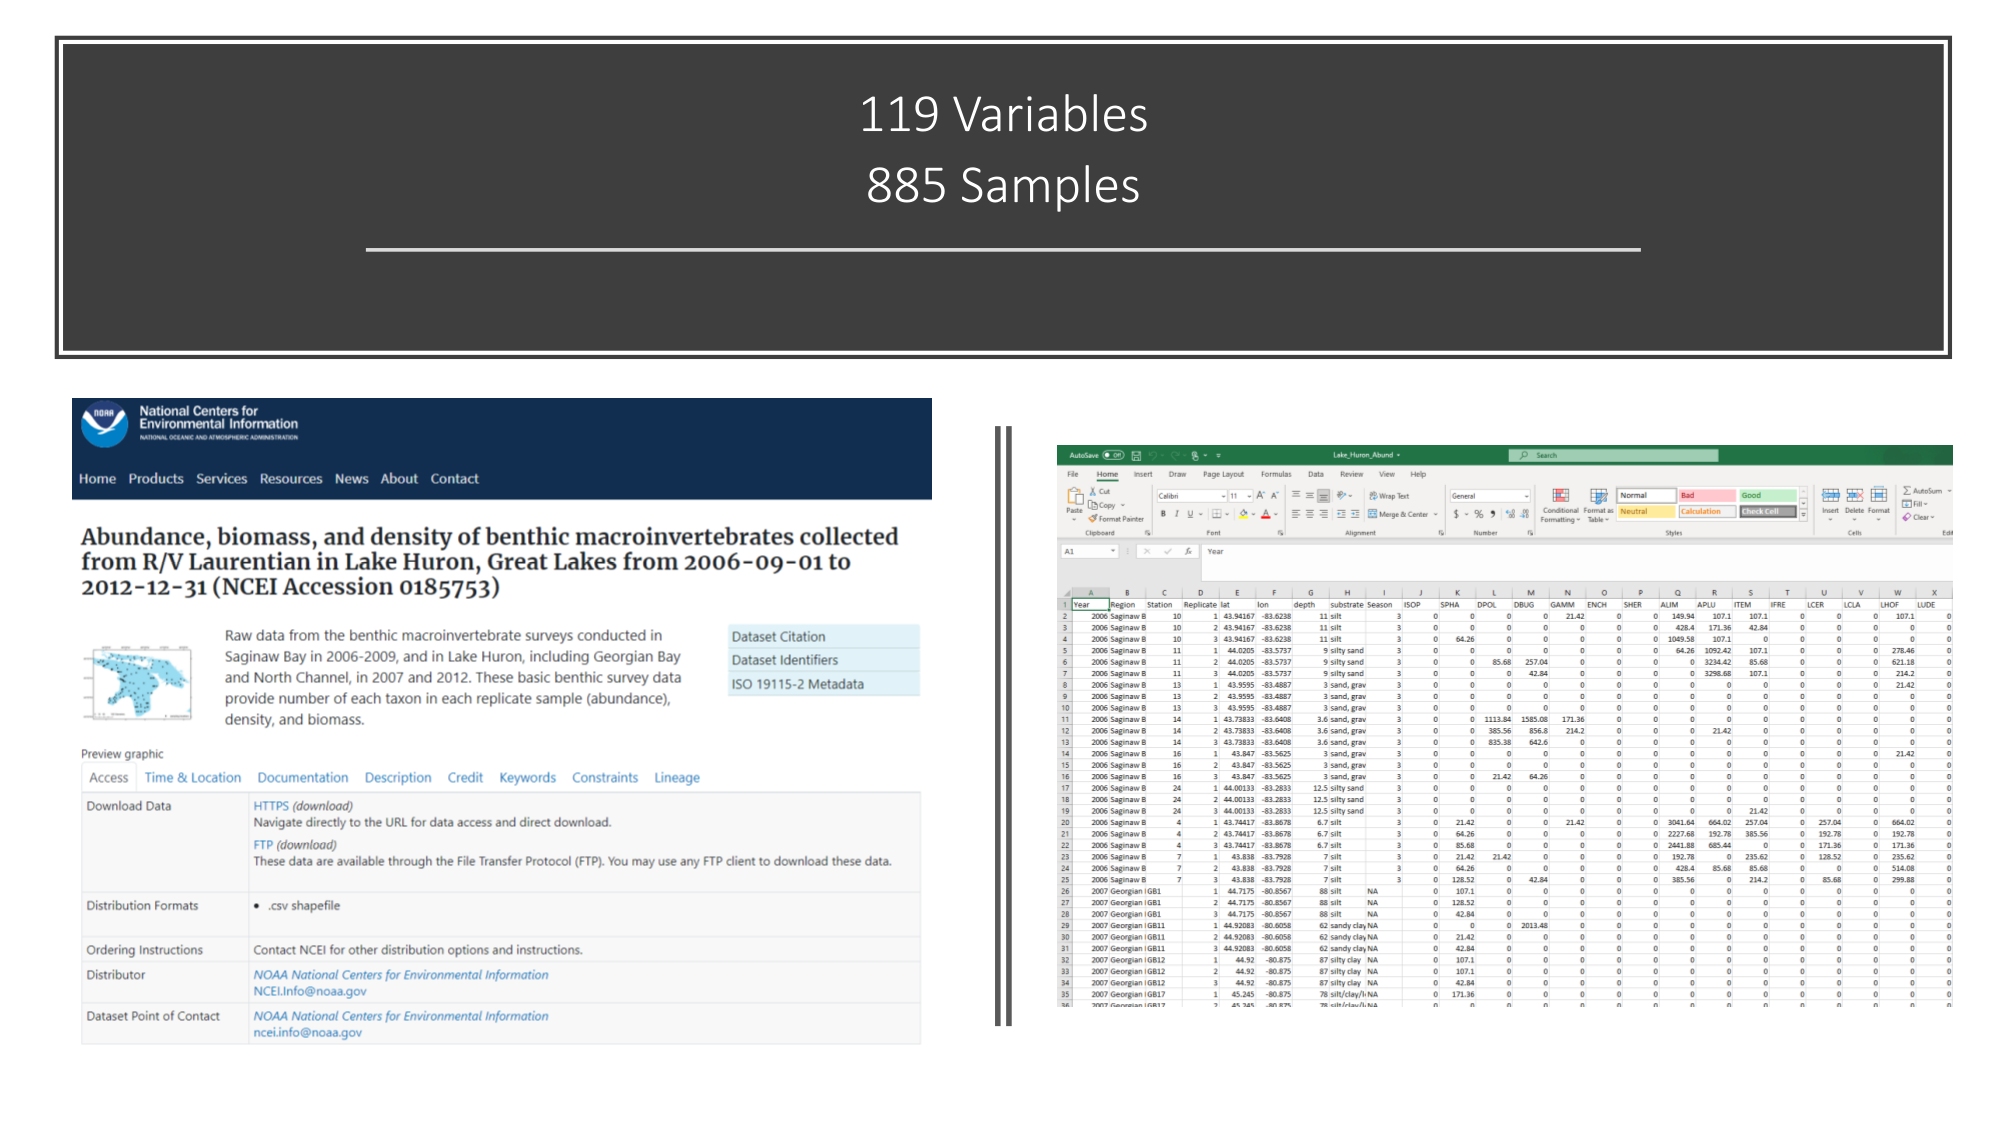 119 Variables
885 Samples
NOAA
National Centers for
Environmental Information
NATIONAL OCEANIC AND ATMOSPHERIC ADMINISTRATION
Home Products Services Resources News About Contact
Abundance, biomass, and density of benthic macroinvertebrates collected
from R/V Laurentian in Lake Huron, Great Lakes from 2006-09-01 to
2012-12-31 (NCEI Accession 0185753)
Raw data from the benthic macroinvertebrate surveys conducted in
Saginaw Bay in 2006-2009, and in Lake Huron, including Georgian Bay
and North Channel, in 2007 and 2012. These basic benthic survey data
provide number of each taxon in each replicate sample (abundance),
density, and biomass.
Dataset Citation
Dataset Identifiers
ISO 19115-2 Metadata
Preview graphic
Access Time & Location Documentation Description Credit Keywords Constraints Lineage
Download Data
HTTPS (download)
Navigate directly to the URL for data access and direct download.
FTP (download)
These data are available through the File Transfer Protocol (FTP). You may use any FTP client to download these data.
Distribution Formats
• .csv shapefile
Ordering Instructions Contact NCEI for other distribution options and instructions.
Distributor NOAA National Centers for Environmental Information
NCEI.Info@noaa.gov
Dataset Point of Contact NOAA National Centers for Environmental Information
ncei.info@noaa.gov
AutoSave Off Lake_Huron_Abund Search
File Home Insert Draw Page Layout Formulas Data Review View Help
Paste Cut Copy Format Painter
Calibri 11 Wrap Text Merge & Center General
Conditional Formatting Format as Table
Normal Bad Good
Neutral Calculation Check Cell
Insert Delete Format
AutoSum Fill Clear
Clipboard Font Alignment Number Styles Cells
A1 fx Year
A B C D E F G H I J K L M N O P Q R S T U V W X
1 Year Region Station Replicate lat lon depth substrate Season ISOP SPHA DPOL DBUG GAMM ENCH SHER ALIM APLU ITEM IFRE LCER LCLA LHOF LUDE
2 2006 Saginaw B 10 1 43.94167 -83.6238 11 silt 3 0 0 0 0 21.42 0 0 149.94 107.1 107.1 0 0 0 107.1 0
3 2006 Saginaw B 10 2 43.94167 -83.6238 11 silt 3 0 0 0 0 0 0 0 428.4 171.36 42.84 0 0 0 0 0
4 2006 Saginaw B 10 3 43.94167 -83.6238 11 silt 3 0 64.26 0 0 0 0 0 1049.58 107.1 0 0 0 0 0 0
5 2006 Saginaw B 11 1 44.0205 -83.5737 9 silty sand 3 0 0 0 0 0 0 0 64.26 1092.42 107.1 0 0 0 278.46 0
6 2006 Saginaw B 11 2 44.0205 -83.5737 9 silty sand 3 0 0 85.68 257.04 0 0 0 0 3234.42 85.68 0 0 0 621.18 0
7 2006 Saginaw B 11 3 44.0205 -83.5737 9 silty sand 3 0 0 0 42.84 0 0 0 0 3298.68 107.1 0 0 0 214.2 0
8 2006 Saginaw B 13 1 43.9595 -83.4887 3 sand, grav 3 0 0 0 0 0 0 0 0 0 0 0 0 0 21.42 0
9 2006 Saginaw B 13 2 43.9595 -83.4887 3 sand, grav 3 0 0 0 0 0 0 0 0 0 0 0 0 0 0 0
10 2006 Saginaw B 13 3 43.9595 -83.4887 3 sand, grav 3 0 0 0 0 0 0 0 0 0 0 0 0 0 0 0
11 2006 Saginaw B 14 1 43.73833 -83.6408 3.6 sand, grav 3 0 0 1113.84 1585.08 171.36 0 0 0 0 0 0 0 0 0 0
12 2006 Saginaw B 14 2 43.73833 -83.6408 3.6 sand, grav 3 0 0 385.56 856.8 214.2 0 0 0 21.42 0 0 0 0 0 0
13 2006 Saginaw B 14 3 43.73833 -83.6408 3.6 sand, grav 3 0 0 835.38 642.6 0 0 0 0 0 0 0 0 0 0 0
14 2006 Saginaw B 16 1 43.847 -83.5625 3 sand, grav 3 0 0 0 0 0 0 0 0 0 0 0 0 0 21.42 0
15 2006 Saginaw B 16 2 43.847 -83.5625 3 sand, grav 3 0 0 0 0 0 0 0 0 0 0 0 0 0 0 0
16 2006 Saginaw B 16 3 43.847 -83.5625 3 sand, grav 3 0 0 21.42 64.26 0 0 0 0 0 0 0 0 0 0 0
17 2006 Saginaw B 24 1 44.00133 -83.2833 12.5 silty sand 3 0 0 0 0 0 0 0 0 0 0 0 0 0 0 0
18 2006 Saginaw B 24 2 44.00133 -83.2833 12.5 silty sand 3 0 0 0 0 0 0 0 0 0 0 0 0 0 0 0
19 2006 Saginaw B 24 3 44.00133 -83.2833 12.5 silty sand 3 0 0 0 0 0 0 0 0 0 21.42 0 0 0 0 0
20 2006 Saginaw B 4 1 43.74417 -83.8678 6.7 silt 3 0 21.42 0 0 21.42 0 0 3041.64 664.02 257.04 0 257.04 0 664.02 0
21 2006 Saginaw B 4 2 43.74417 -83.8678 6.7 silt 3 0 64.26 0 0 0 0 0 2227.68 192.78 385.56 0 192.78 0 192.78 0
22 2006 Saginaw B 4 3 43.74417 -83.8678 6.7 silt 3 0 85.68 0 0 0 0 0 2441.88 685.44 0 0 171.36 0 171.36 0
23 2006 Saginaw B 7 1 43.838 -83.7928 7 silt 3 0 21.42 21.42 0 0 0 0 192.78 0 235.62 0 128.52 0 235.62 0
24 2006 Saginaw B 7 2 43.838 -83.7928 7 silt 3 0 64.26 0 0 0 0 0 428.4 85.68 85.68 0 0 0 514.08 0
25 2006 Saginaw B 7 3 43.838 -83.7928 7 silt 3 0 128.52 0 42.84 0 0 0 385.56 0 214.2 0 85.68 0 299.88 0
26 2007 Georgian GB1 1 44.7175 -80.8567 88 silt NA 0 107.1 0 0 0 0 0 0 0 0 0 0 0 0 0
27 2007 Georgian GB1 2 44.7175 -80.8567 88 silt NA 0 128.52 0 0 0 0 0 0 0 0 0 0 0 0 0
28 2007 Georgian GB1 3 44.7175 -80.8567 88 silt NA 0 42.84 0 0 0 0 0 0 0 0 0 0 0 0 0
29 2007 Georgian GB11 1 44.92083 -80.6058 62 sandy clay NA 0 0 0 2013.48 0 0 0 0 0 0 0 0 0 0 0
30 2007 Georgian GB11 2 44.92083 -80.6058 62 sandy clay NA 0 21.42 0 0 0 0 0 0 0 0 0 0 0 0 0
31 2007 Georgian GB11 3 44.92083 -80.6058 62 sandy clay NA 0 42.84 0 0 0 0 0 0 0 0 0 0 0 0 0
32 2007 Georgian GB12 1 44.92 -80.875 87 silty clay NA 0 107.1 0 0 0 0 0 0 0 0 0 0 0 0 0
33 2007 Georgian GB12 2 44.92 -80.875 87 silty clay NA 0 107.1 0 0 0 0 0 0 0 0 0 0 0 0 0
34 2007 Georgian GB12 3 44.92 -80.875 87 silty clay NA 0 42.84 0 0 0 0 0 0 0 0 0 0 0 0 0
35 2007 Georgian GB17 1 45.245 -80.875 78 silt/clay/ NA 0 171.36 0 0 0 0 0 0 0 0 0 0 0 0 0